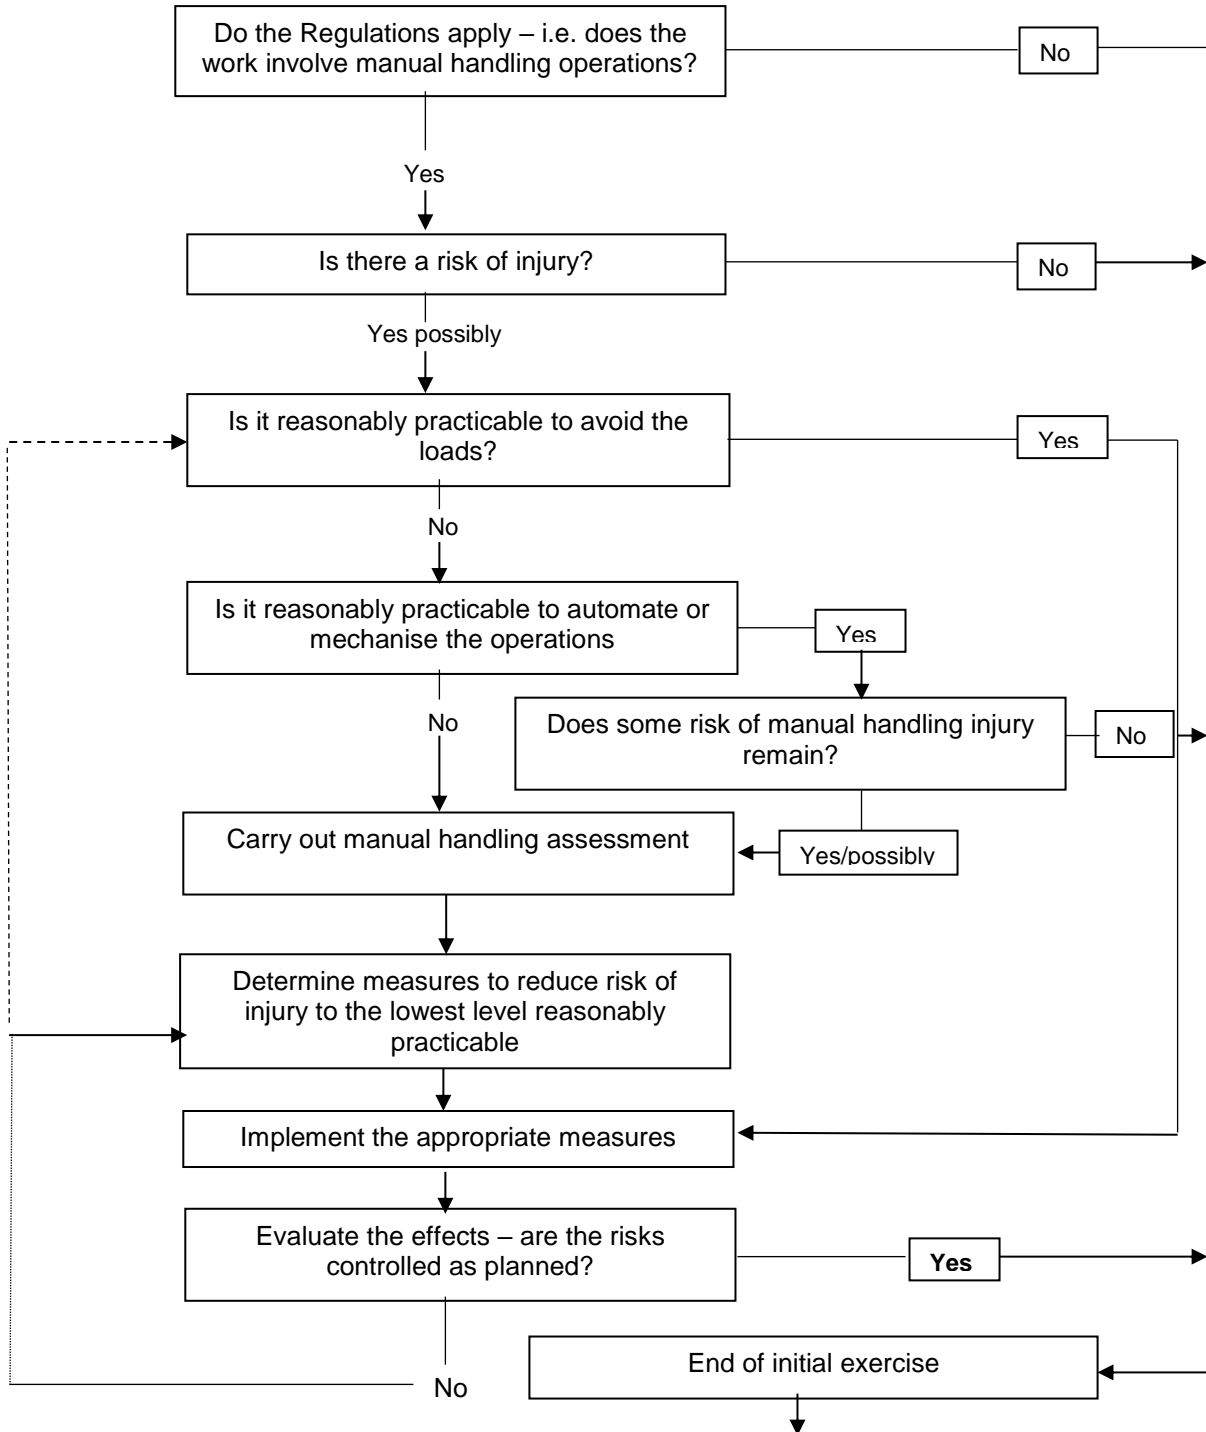 Do the Regulations apply – i.e. does the
work involve manual handling operations?
No
Yes
Is there a risk of injury?
No
Yes possibly
Is it reasonably practicable to avoid the
loads?
Yes
No
Is it reasonably practicable to automate or
mechanise the operations
Yes
No
Does some risk of manual handling injury
remain?
No
Carry out manual handling assessment
Yes/possibly
Determine measures to reduce risk of
injury to the lowest level reasonably
practicable
Implement the appropriate measures
Evaluate the effects – are the risks
controlled as planned?
Yes
End of initial exercise
No